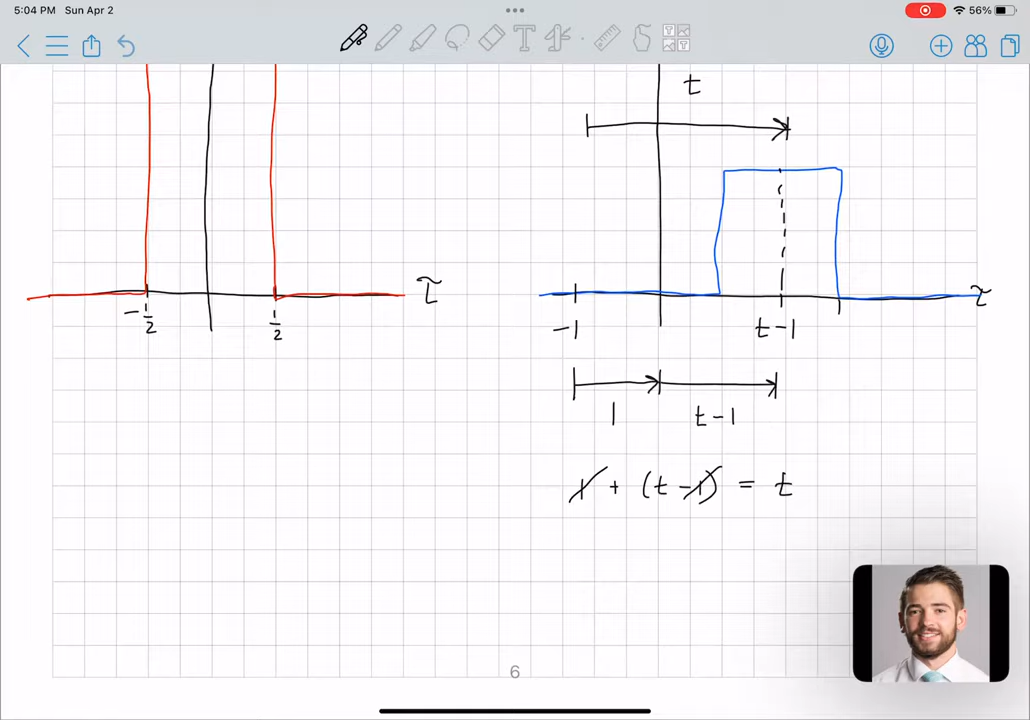 5:04 PM Sun Apr 2
56%
t
τ
-1/2
1/2
-1
t-1
τ
1
t-1
1 + (t-1) = t
6